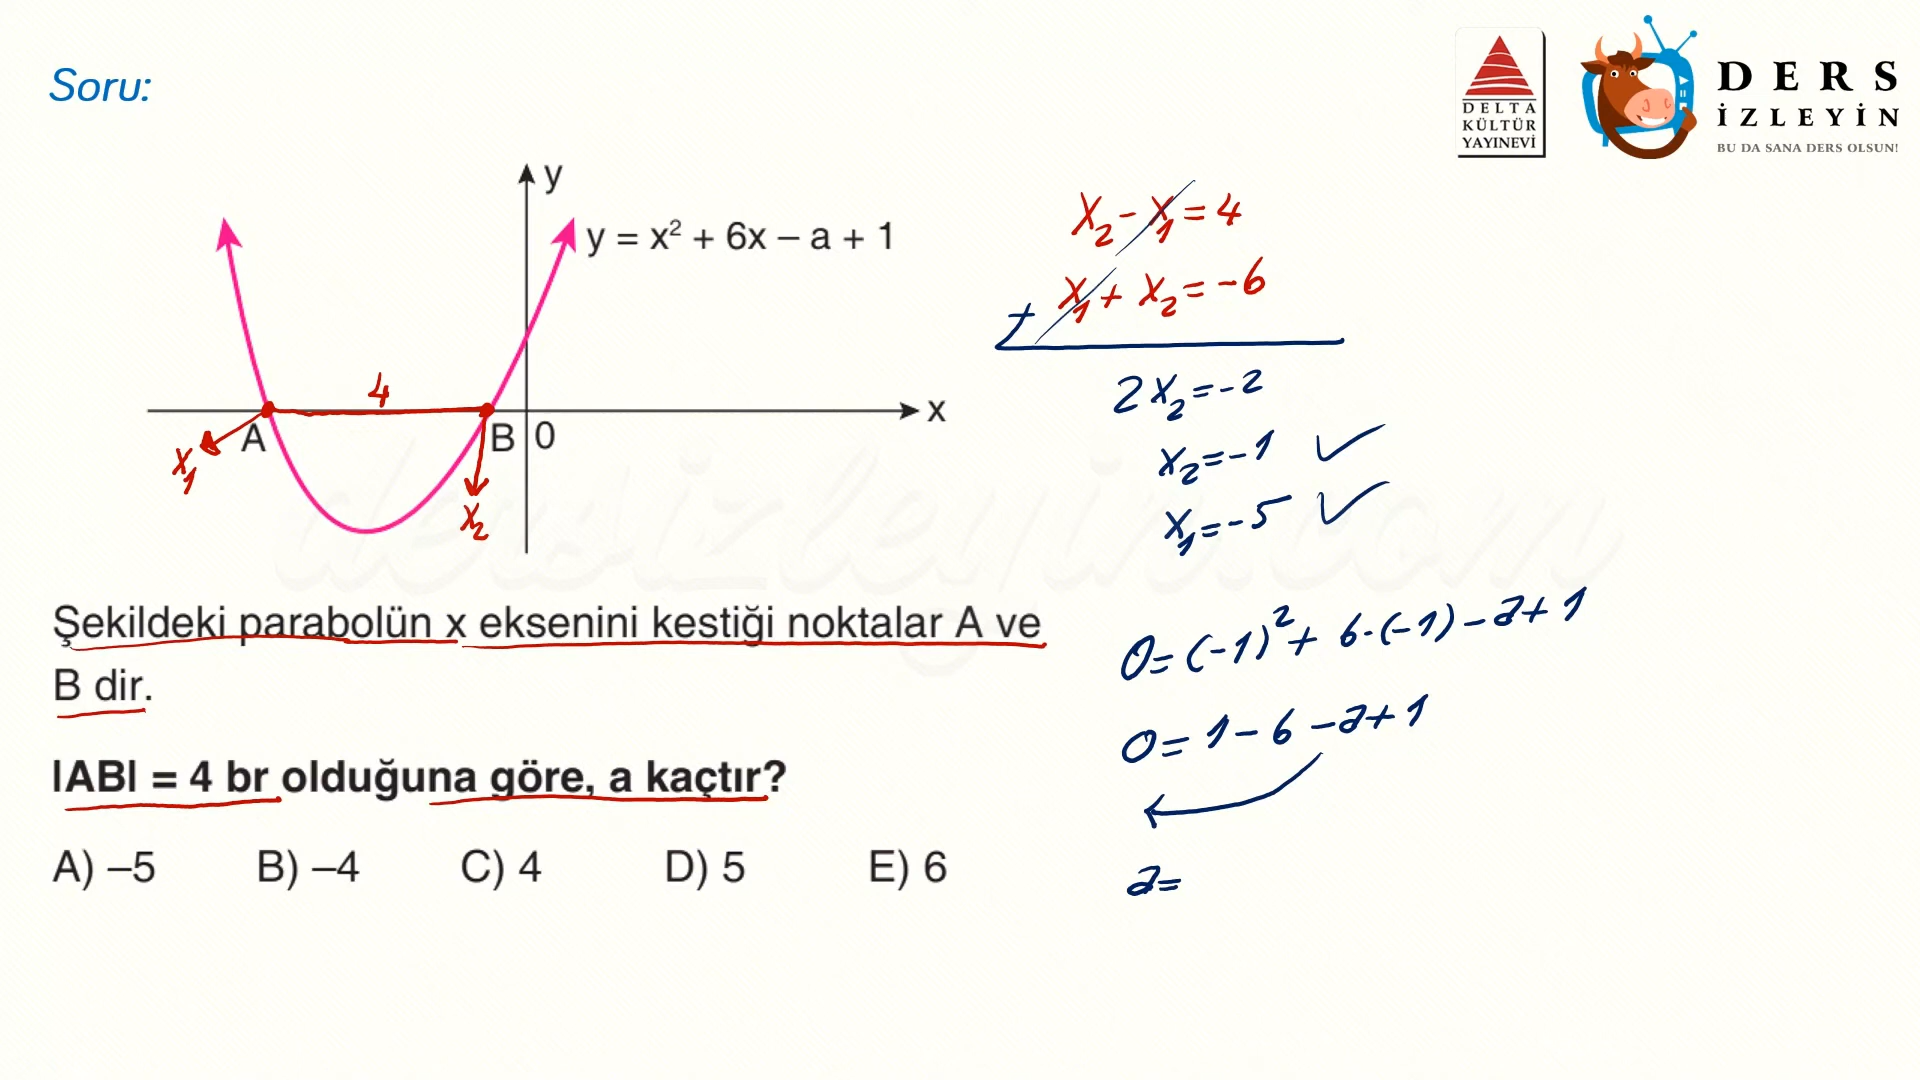 Soru:
DELTA
KÜLTÜR
YAYINEVİ
DERS
İZLEYİN
BU DA SANA DERS OLSUN!
y
y = x² + 6x – a + 1
4
x
A
B
0
x₁
x₂
x₂ - x₁ = 4
+ x₁ + x₂ = -6
2x₂ = -2
x₂ = -1 ✓
x₁ = -5 ✓
Şekildeki parabolün x eksenini kestiği noktalar A ve
B dir.
|AB| = 4 br olduğuna göre, a kaçtır?
A) –5 B) –4 C) 4 D) 5 E) 6
0 = (-1)² + 6·(-1) - a + 1
0 = 1 - 6 - a + 1
a =
dersizleyin.com